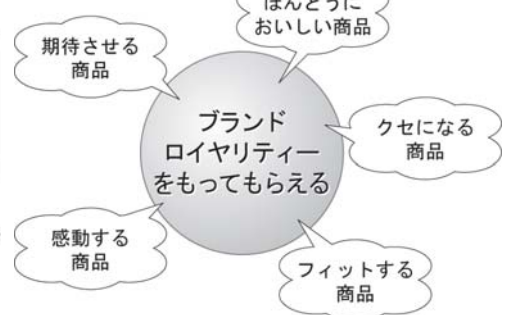 ほんとうに
おいしい商品
期待させる
商品
クセになる
商品
ブランド
ロイヤリティー
をもってもらえる
感動する
商品
フィットする
商品